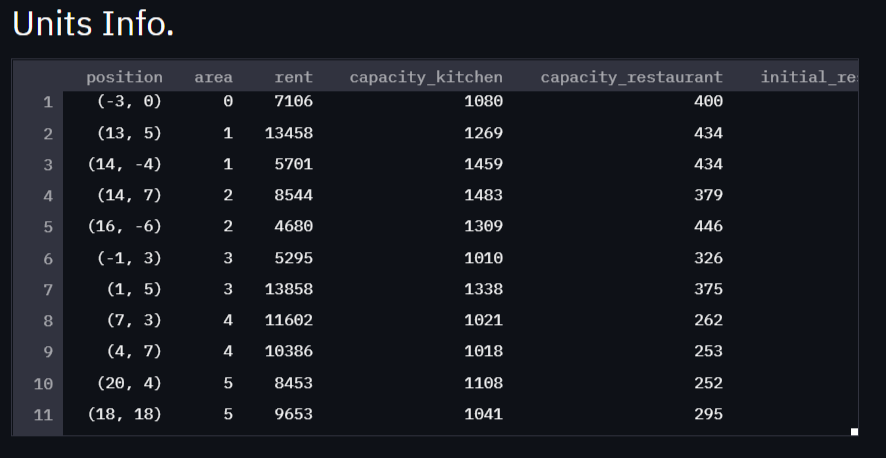 Units Info.
position area rent capacity_kitchen capacity_restaurant initial_re
1 (-3, 0) 0 7106 1080 400
2 (13, 5) 1 13458 1269 434
3 (14, -4) 1 5701 1459 434
4 (14, 7) 2 8544 1483 379
5 (16, -6) 2 4680 1309 446
6 (-1, 3) 3 5295 1010 326
7 (1, 5) 3 13858 1338 375
8 (7, 3) 4 11602 1021 262
9 (4, 7) 4 10386 1018 253
10 (20, 4) 5 8453 1108 252
11 (18, 18) 5 9653 1041 295